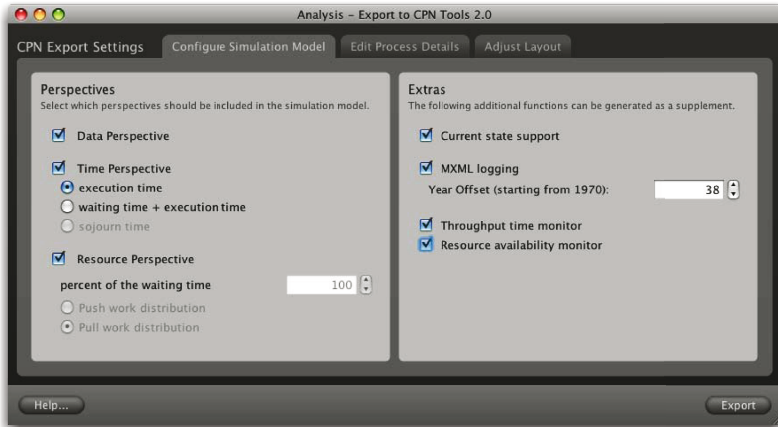 Analysis – Export to CPN Tools 2.0
CPN Export Settings
Configure Simulation Model
Edit Process Details
Adjust Layout
Perspectives
Select which perspectives should be included in the simulation model.
Data Perspective
Time Perspective
execution time
waiting time + execution time
sojourn time
Resource Perspective
percent of the waiting time 100
Push work distribution
Pull work distribution
Extras
The following additional functions can be generated as a supplement.
Current state support
MXML logging
Year Offset (starting from 1970): 38
Throughput time monitor
Resource availability monitor
Help...
Export